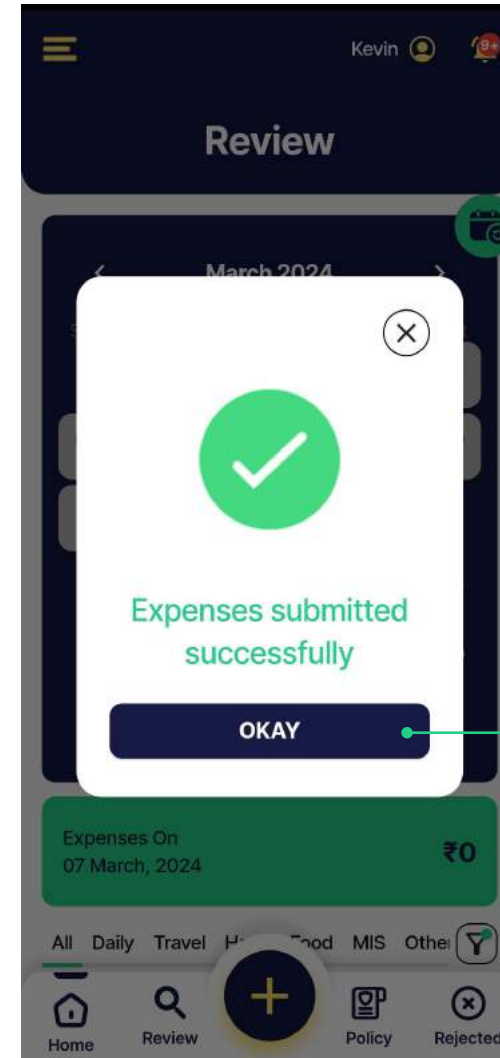 Kevin
9+
Review
March 2024
Expenses submitted
successfully
OKAY
Expenses On
07 March, 2024
₹0
All Daily Travel Food MIS
Home
Review
Policy
Rejected